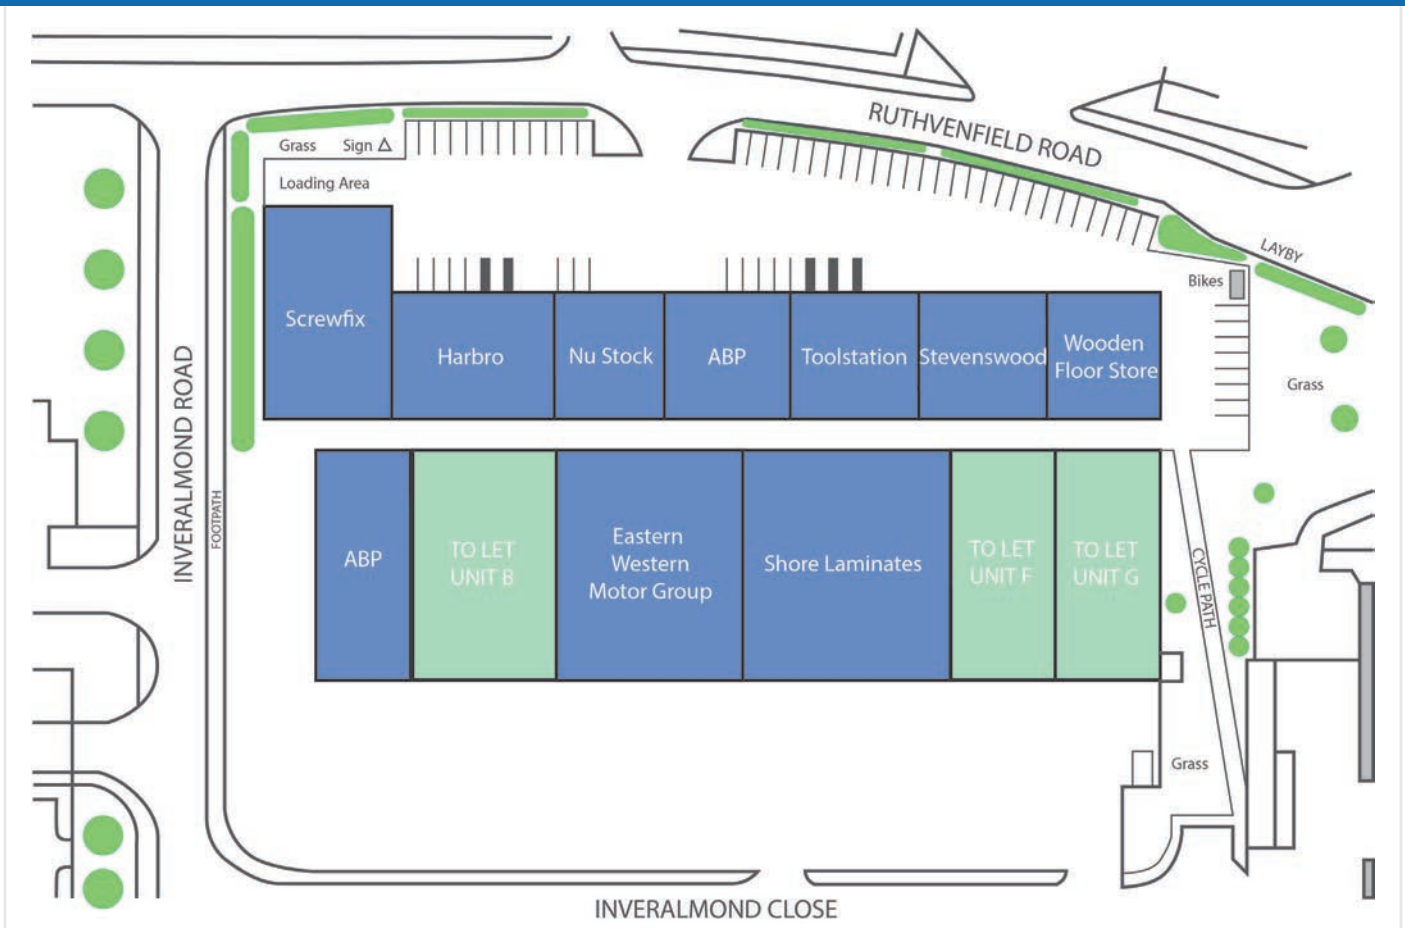 RUTHVENFIELD ROAD
Grass
Sign
Loading Area
LAYBY
Bikes
Screwfix
Harbro
Nu Stock
ABP
Toolstation
Stevenswood
Wooden
Floor Store
Grass
INVERALMOND ROAD
FOOTPATH
ABP
TO LET
UNIT B
Eastern
Western
Motor Group
Shore Laminates
TO LET
UNIT F
TO LET
UNIT G
CYCLE PATH
Grass
INVERALMOND CLOSE